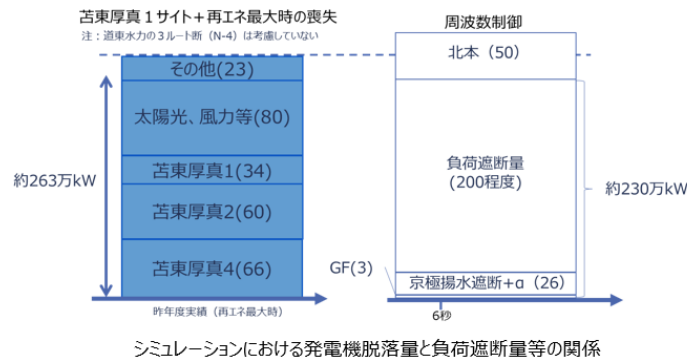 苫東厚真１サイト＋再エネ最大時の喪失
注：道東水力の３ルート断（N-4）は考慮していない
周波数制御
その他(23)
太陽光、風力等(80)
苫東厚真1(34)
苫東厚真2(60)
苫東厚真4(66)
約263万kW
昨年度実績（再エネ最大時）
北本（50）
負荷遮断量
(200程度)
京極揚水遮断+α（26）
GF(3)
約230万kW
6秒
シミュレーションにおける発電機脱落量と負荷遮断量等の関係